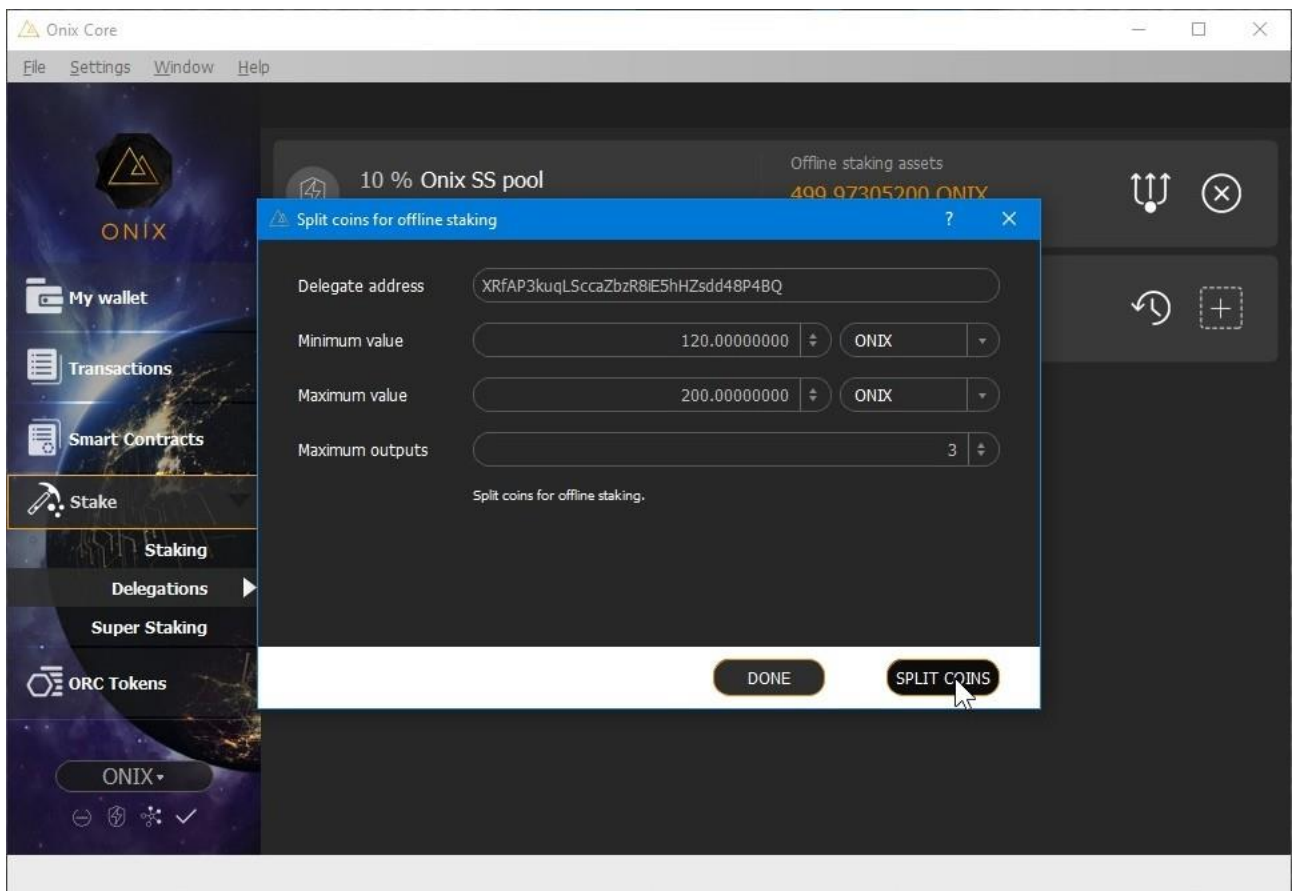 Onix Core
File Settings Window Help
ONIX
My wallet
Transactions
Smart Contracts
Stake
Staking
Delegations
Super Staking
ORC Tokens
ONIX
10 % Onix SS pool
Offline staking assets
499.97305200 ONIX
Split coins for offline staking
?
Delegate address XRfAP3kuqLSccaZbzR8iE5hHZsdd48P4BQ
Minimum value 120.00000000 ONIX
Maximum value 200.00000000 ONIX
Maximum outputs 3
Split coins for offline staking.
DONE SPLIT COINS